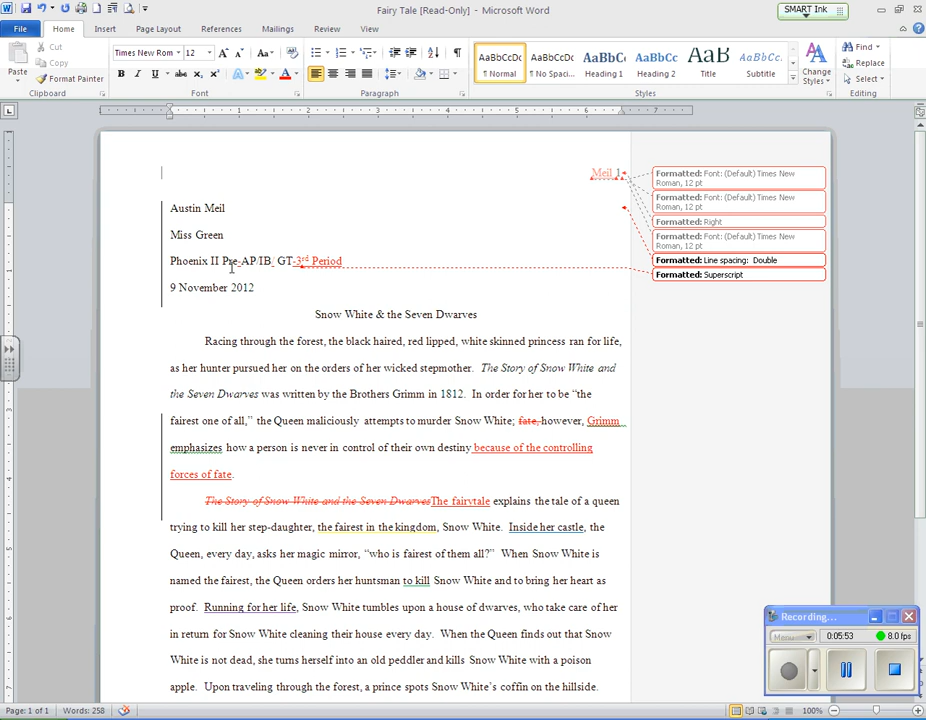 Fairy Tale [Read-Only] - Microsoft Word
SMART Ink
File Home Insert Page Layout References Mailings Review View
Paste
Cut
Copy
Format Painter
Clipboard
Times New Rom 12
Font
Paragraph
AaBbCcDc AaBbCcDc AaBbC AaBbCc AaB AaBbCc.
¶ Normal ¶ No Spaci... Heading 1 Heading 2 Title Subtitle
Change Styles
Styles
Find
Replace
Select
Editing
Meil 1
Formatted: Font: (Default) Times New Roman, 12 pt
Formatted: Font: (Default) Times New Roman, 12 pt
Formatted: Right
Formatted: Font: (Default) Times New Roman, 12 pt
Formatted: Line spacing: Double
Formatted: Superscript
Austin Meil
Miss Green
Phoenix II Pre-AP/IB/ GT-3rd Period
9 November 2012
Snow White & the Seven Dwarves
Racing through the forest, the black haired, red lipped, white skinned princess ran for life,
as her hunter pursued her on the orders of her wicked stepmother. The Story of Snow White and
the Seven Dwarves was written by the Brothers Grimm in 1812. In order for her to be “the
fairest one of all,” the Queen maliciously attempts to murder Snow White; fate, however, Grimm
emphasizes how a person is never in control of their own destiny because of the controlling
forces of fate.
The Story of Snow White and the Seven DwarvesThe fairytale explains the tale of a queen
trying to kill her step-daughter, the fairest in the kingdom, Snow White. Inside her castle, the
Queen, every day, asks her magic mirror, “who is fairest of them all?” When Snow White is
named the fairest, the Queen orders her huntsman to kill Snow White and to bring her heart as
proof. Running for her life, Snow White tumbles upon a house of dwarves, who take care of her
in return for Snow White cleaning their house every day. When the Queen finds out that Snow
White is not dead, she turns herself into an old peddler and kills Snow White with a poison
apple. Upon traveling through the forest, a prince spots Snow White’s coffin on the hillside.
Recording...
0:05:53 8.0 fps
Page: 1 of 1 Words: 258 100%